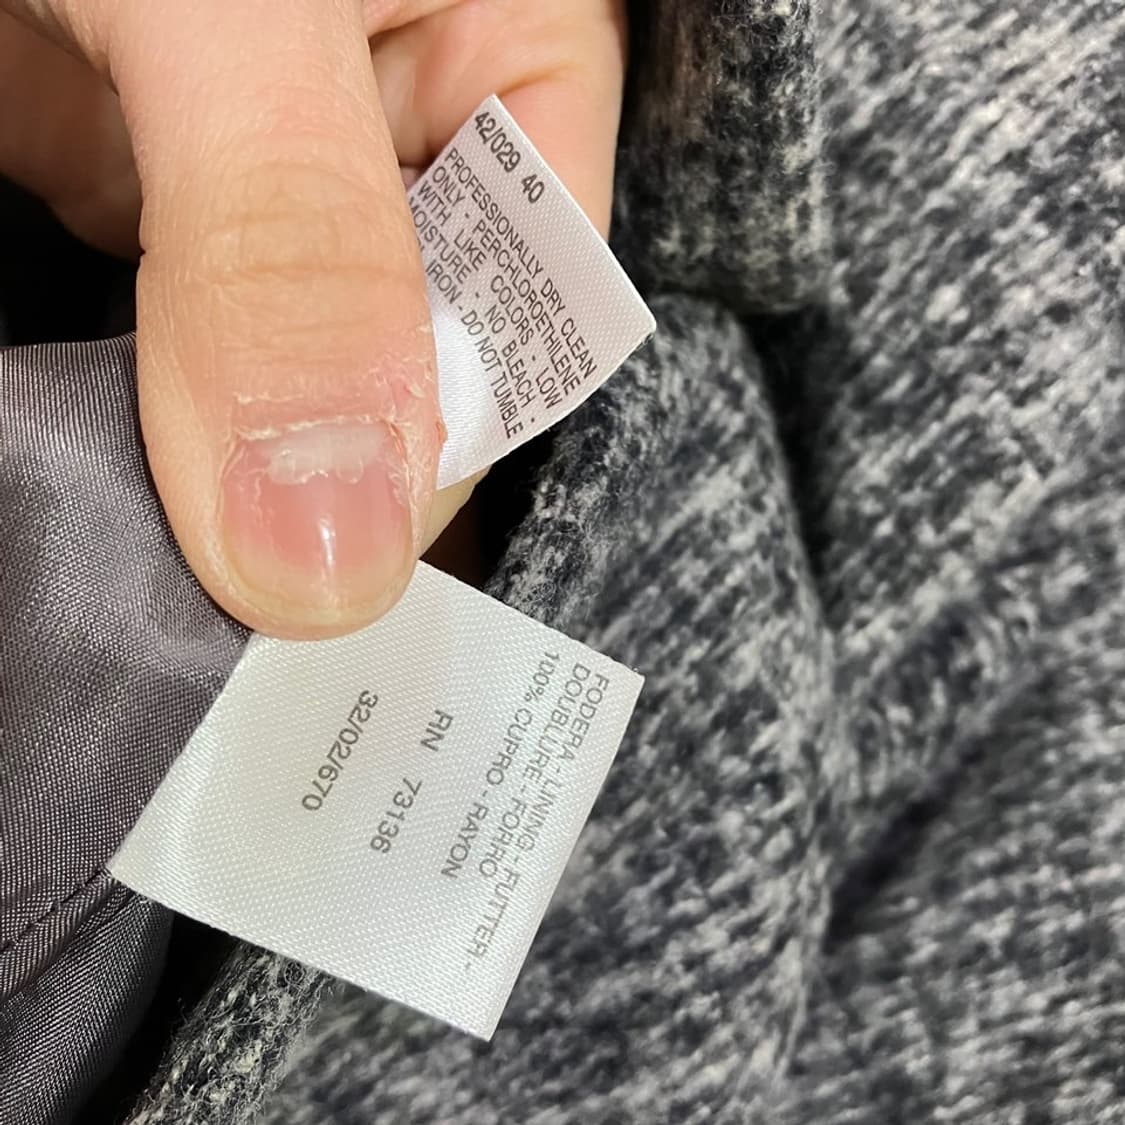 42/029 40
PROFESSIONALLY DRY CLEAN
ONLY - PERCHLOROETHILENE
WITH LIKE COLORS - LOW
MOISTURE - NO BLEACH -
IRON - DO NOT TUMBLE
FODERA - LINING - FUTTER -
DOUBLURE - FORRO
100% CUPRO - RAYON
RN 73136
32/02/670